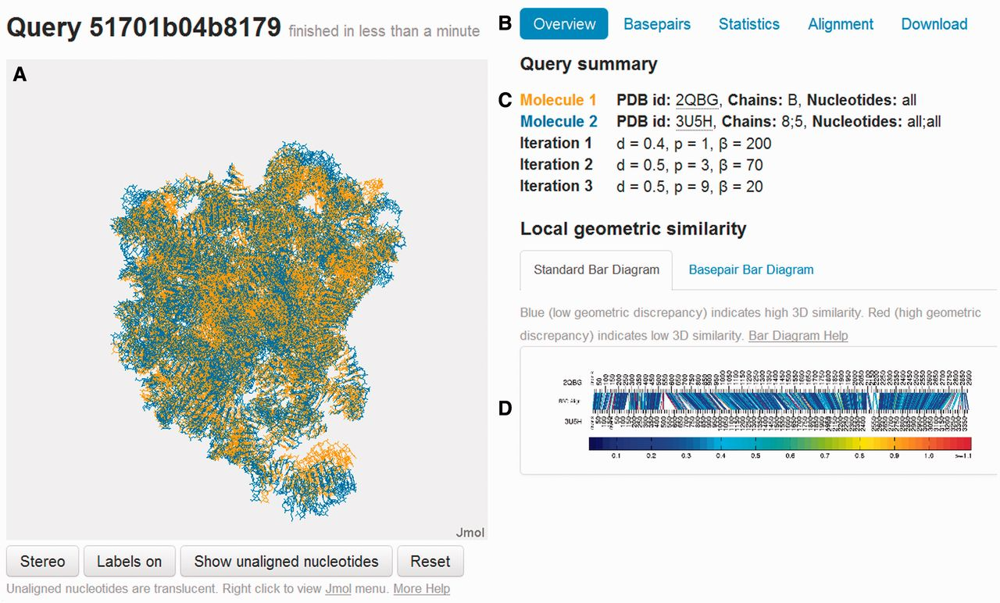 Query 51701b04b8179 finished in less than a minute
A
Jmol
Stereo Labels on Show unaligned nucleotides Reset
Unaligned nucleotides are translucent. Right click to view Jmol menu. More Help
B Overview Basepairs Statistics Alignment Download
Query summary
C Molecule 1 PDB id: 2QBG, Chains: B, Nucleotides: all
Molecule 2 PDB id: 3U5H, Chains: 8;5, Nucleotides: all;all
Iteration 1 d = 0.4, p = 1, β = 200
Iteration 2 d = 0.5, p = 3, β = 70
Iteration 3 d = 0.5, p = 9, β = 20
Local geometric similarity
Standard Bar Diagram Basepair Bar Diagram
Blue (low geometric discrepancy) indicates high 3D similarity. Red (high geometric
discrepancy) indicates low 3D similarity. Bar Diagram Help
2QBG
D
3U5H
0.1 0.2 0.3 0.4 0.5 0.6 0.7 0.8 0.9 1.0 >=1.1